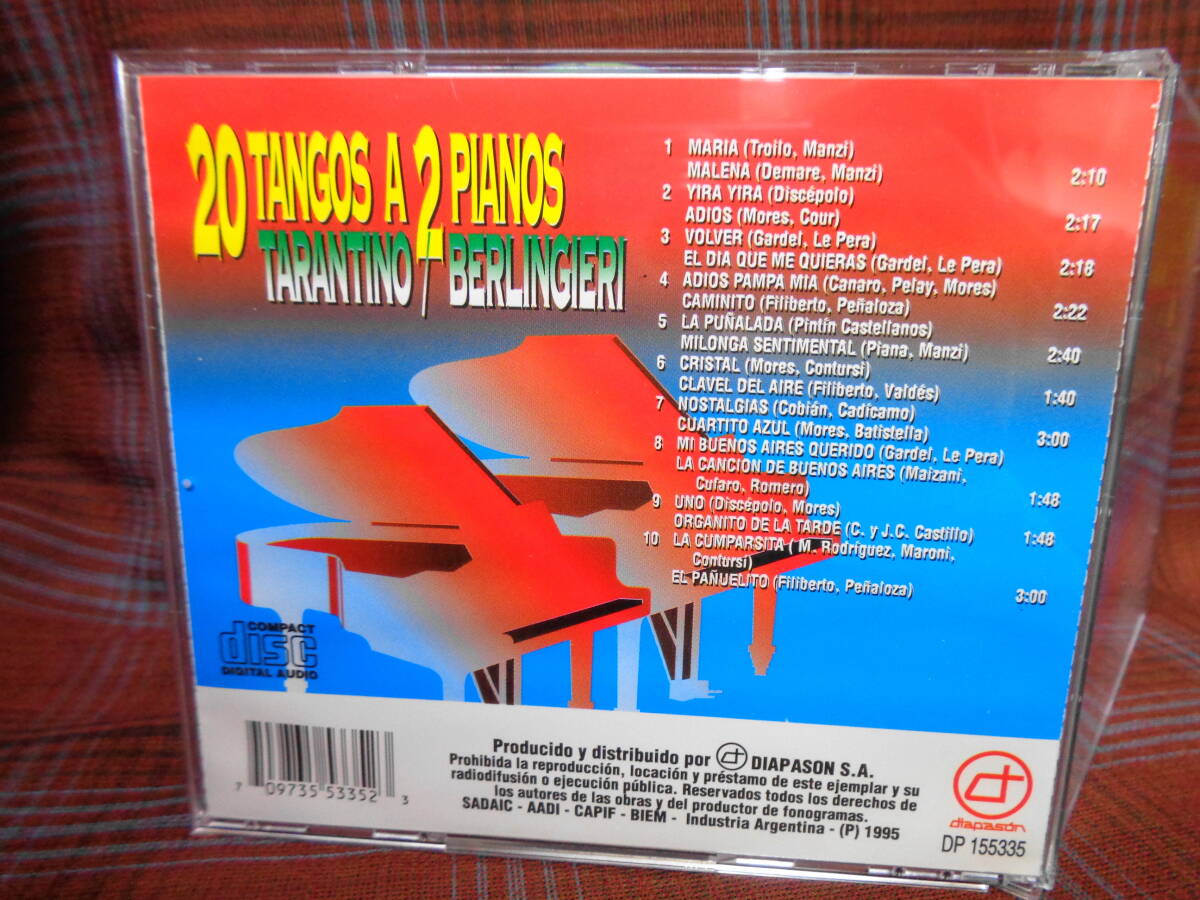 20 TANGOS A 2 PIANOS
TARANTINO / BERLINGIERI
1 MARIA (Troilo, Manzi)
MALENA (Demare, Manzi) 2:10
2 YIRA YIRA (Discépolo)
ADIOS (Mores, Cour) 2:17
3 VOLVER (Gardel, Le Pera)
EL DIA QUE ME QUIERAS (Gardel, Le Pera) 2:18
4 ADIOS PAMPA MIA (Canaro, Pelay, Mores)
CAMINITO (Filiberto, Peñaloza) 2:22
5 LA PUÑALADA (Pintín Castellanos)
MILONGA SENTIMENTAL (Piana, Manzi) 2:40
6 CRISTAL (Mores, Contursi)
CLAVEL DEL AIRE (Filiberto, Valdés) 1:40
7 NOSTALGIAS (Cobián, Cadícamo)
CUARTITO AZUL (Mores, Batistella) 3:00
8 MI BUENOS AIRES QUERIDO (Gardel, Le Pera)
LA CANCION DE BUENOS AIRES (Maizani,
Cufaro, Romero) 1:48
9 UNO (Discépolo, Mores)
ORGANITO DE LA TARDE (C. y J.C. Castillo) 1:48
10 LA CUMPARSITA ( M. Rodríguez, Maroni,
Contursi)
EL PAÑUELITO (Filiberto, Peñaloza) 3:00
COMPACT
disc
DIGITAL AUDIO
7 09735 53352 3
Producido y distribuido por DIAPASON S.A.
Prohibida la reproducción, locación y préstamo de este ejemplar y su
radiodifusión o ejecución pública. Reservados todos los derechos de
los autores de las obras y del productor de fonogramas.
SADAIC - AADI - CAPIF - BIEM - Industria Argentina - (P) 1995
diapasón
DP 155335